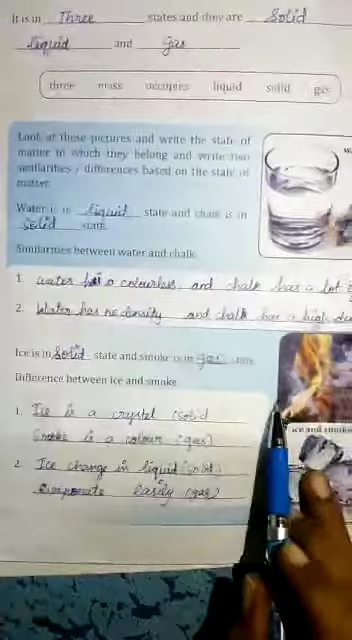 It is in Three states and they are Solid
liquid and gas
three mass occupies liquid solid gas
Look at these pictures and write the state of
matter to which they belong and write two
similarities / differences based on the state of
matter.
Water is in liquid state and chalk is in
Solid state.
Similarities between water and chalk.
1. water is a colourless and chalk has a lot
2. Water has no density and chalk has a high
Ice is in Solid state and smoke is in gas state.
Difference between ice and smoke
1. Ice is a crystal (solid
Smoke is a colour (gas)
2. Ice change in liquid (solid)
evaporate easily (gas)
ice and smoke